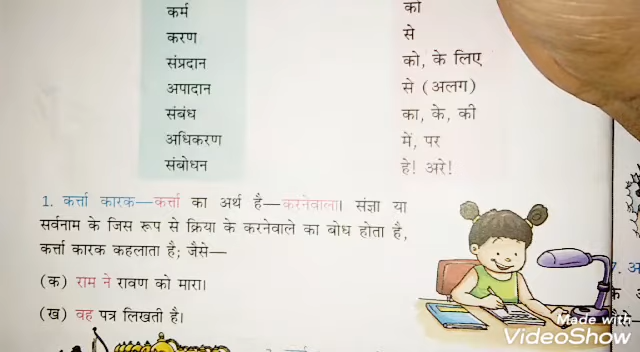 कर्म को
करण से
संप्रदान को, के लिए
अपादान से (अलग)
संबंध का, के, की
अधिकरण में, पर
संबोधन हे! अरे!
1. कर्त्ता कारक—कर्त्ता का अर्थ है—करनेवाला। संज्ञा या
सर्वनाम के जिस रूप से क्रिया के करनेवाले का बोध होता है,
कर्त्ता कारक कहलाता है; जैसे—
(क) राम ने रावण को मारा।
(ख) वह पत्र लिखती है।
Made with
VideoShow